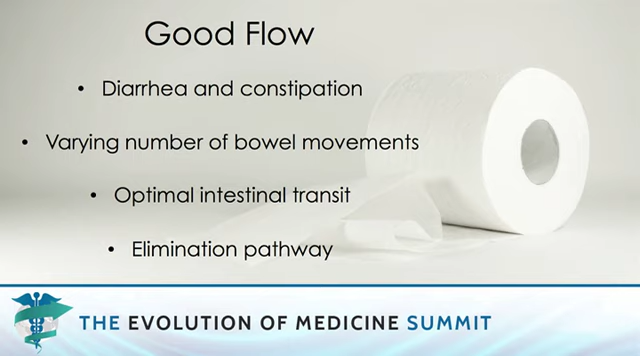 Good Flow
• Diarrhea and constipation
• Varying number of bowel movements
• Optimal intestinal transit
• Elimination pathway
THE EVOLUTION OF MEDICINE SUMMIT